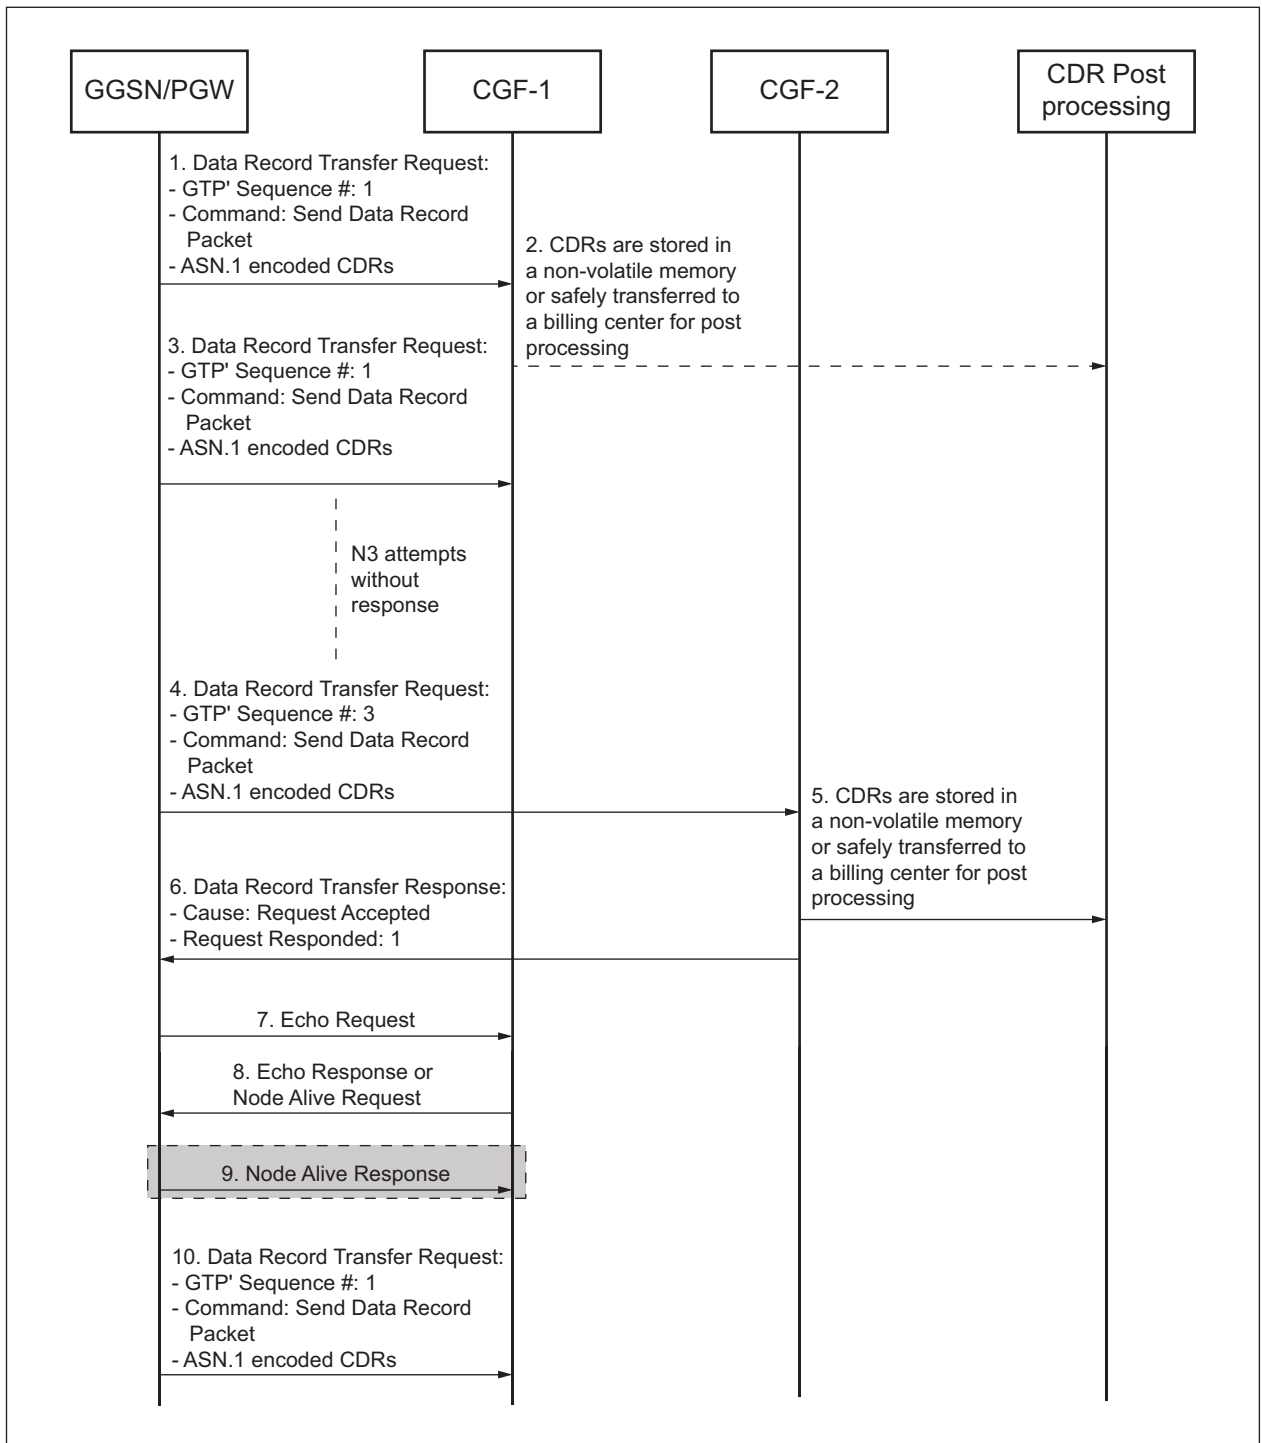 GGSN/PGW
CGF-1
CGF-2
CDR Post
processing
1. Data Record Transfer Request:
- GTP' Sequence #: 1
- Command: Send Data Record
Packet
- ASN.1 encoded CDRs
2. CDRs are stored in
a non-volatile memory
or safely transferred to
a billing center for post
processing
3. Data Record Transfer Request:
- GTP' Sequence #: 1
- Command: Send Data Record
Packet
- ASN.1 encoded CDRs
N3 attempts
without
response
4. Data Record Transfer Request:
- GTP' Sequence #: 3
- Command: Send Data Record
Packet
- ASN.1 encoded CDRs
5. CDRs are stored in
a non-volatile memory
or safely transferred to
a billing center for post
processing
6. Data Record Transfer Response:
- Cause: Request Accepted
- Request Responded: 1
7. Echo Request
8. Echo Response or
Node Alive Request
9. Node Alive Response
10. Data Record Transfer Request:
- GTP' Sequence #: 1
- Command: Send Data Record
Packet
- ASN.1 encoded CDRs